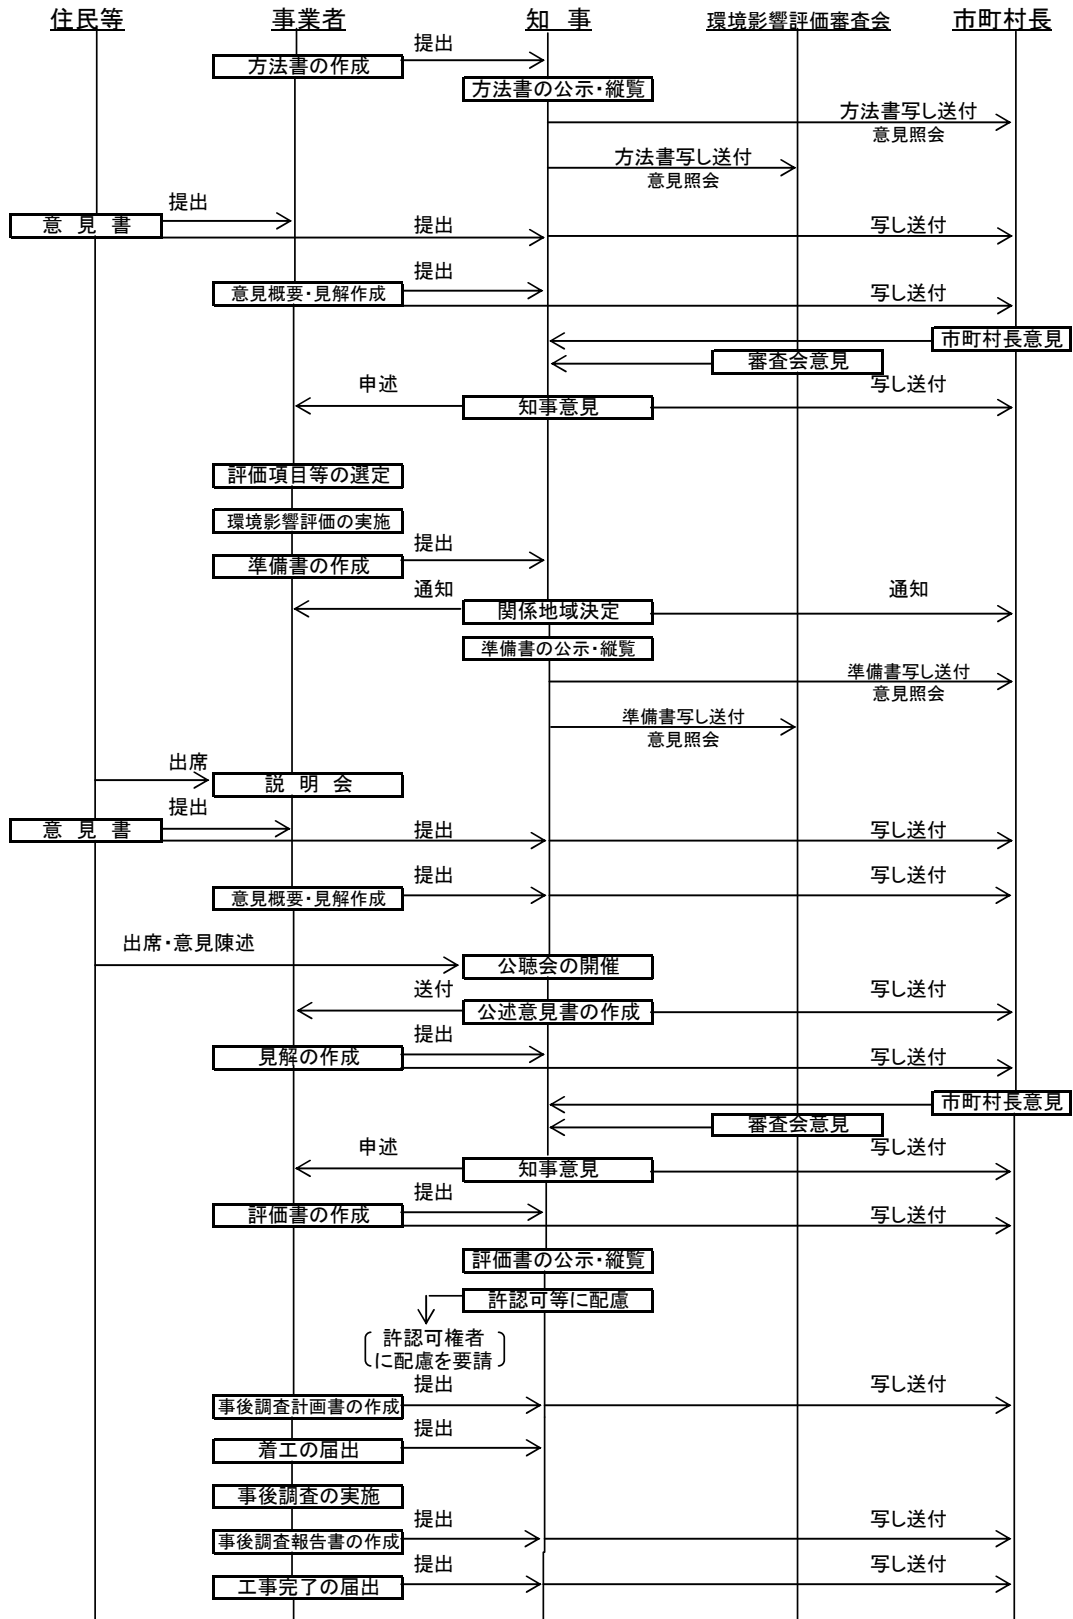 住民等
事業者
知 事
環境影響評価審査会
市町村長
提出
方法書の作成
方法書の公示・縦覧
方法書写し送付
意見照会
方法書写し送付
意見照会
提出
意 見 書
提出
写し送付
提出
意見概要・見解作成
写し送付
市町村長意見
審査会意見
申述
知事意見
写し送付
評価項目等の選定
環境影響評価の実施
提出
準備書の作成
通知
関係地域決定
通知
準備書の公示・縦覧
準備書写し送付
意見照会
準備書写し送付
意見照会
出席
説 明 会
提出
意 見 書
提出
写し送付
提出
意見概要・見解作成
写し送付
出席・意見陳述
公聴会の開催
送付
公述意見書の作成
写し送付
提出
見解の作成
写し送付
市町村長意見
審査会意見
申述
知事意見
写し送付
提出
評価書の作成
写し送付
評価書の公示・縦覧
許認可等に配慮
許認可権者
に配慮を要請
提出
事後調査計画書の作成
写し送付
提出
着工の届出
事後調査の実施
提出
事後調査報告書の作成
写し送付
提出
工事完了の届出
写し送付